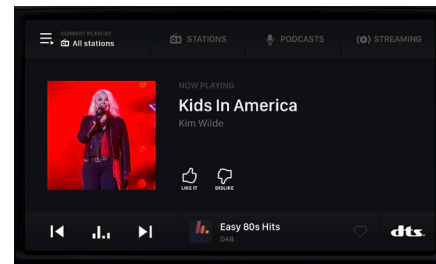 CURRENT PLAYLIST
All stations
STATIONS
PODCASTS
STREAMING
NOW PLAYING
Kids In America
Kim Wilde
LIKE IT
DISLIKE
Easy 80s Hits
DAB
dts